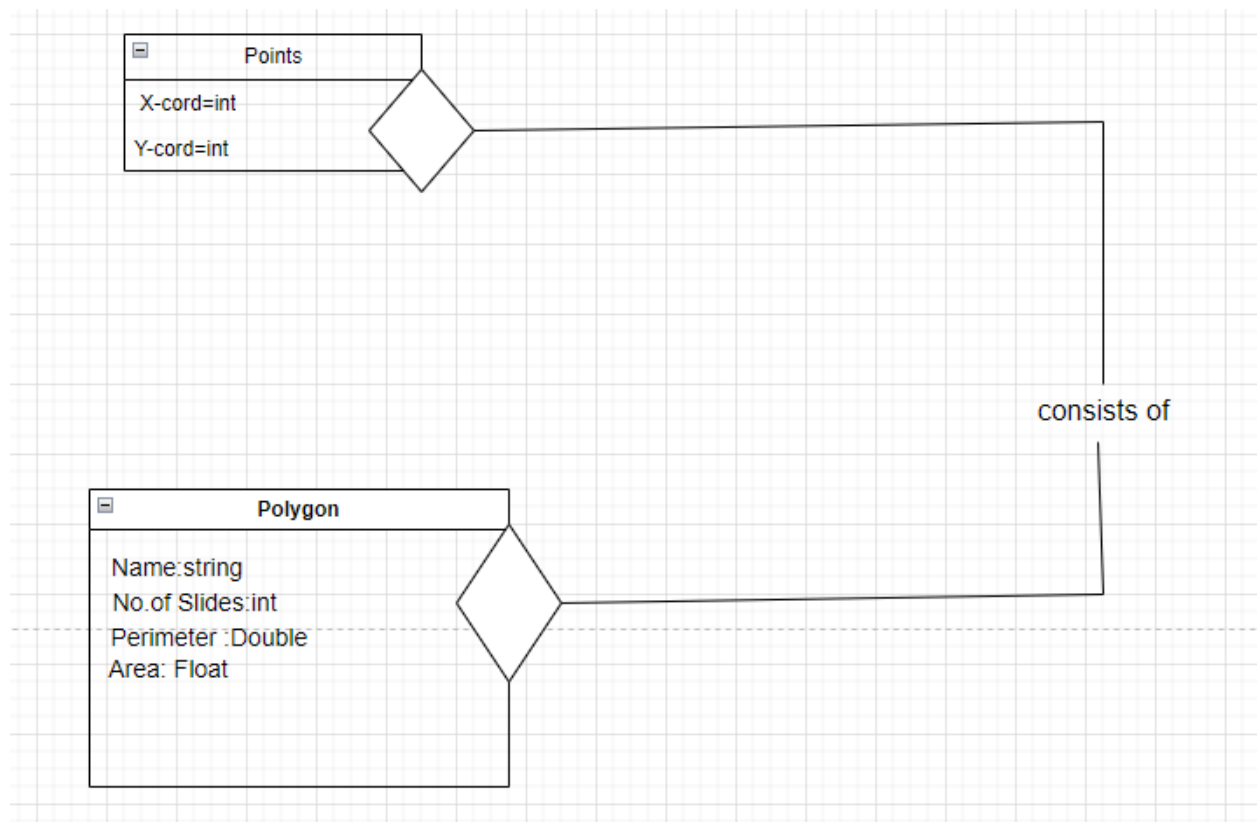 Points
X-cord=int
Y-cord=int
consists of
Polygon
Name:string
No.of Slides:int
Perimeter :Double
Area: Float